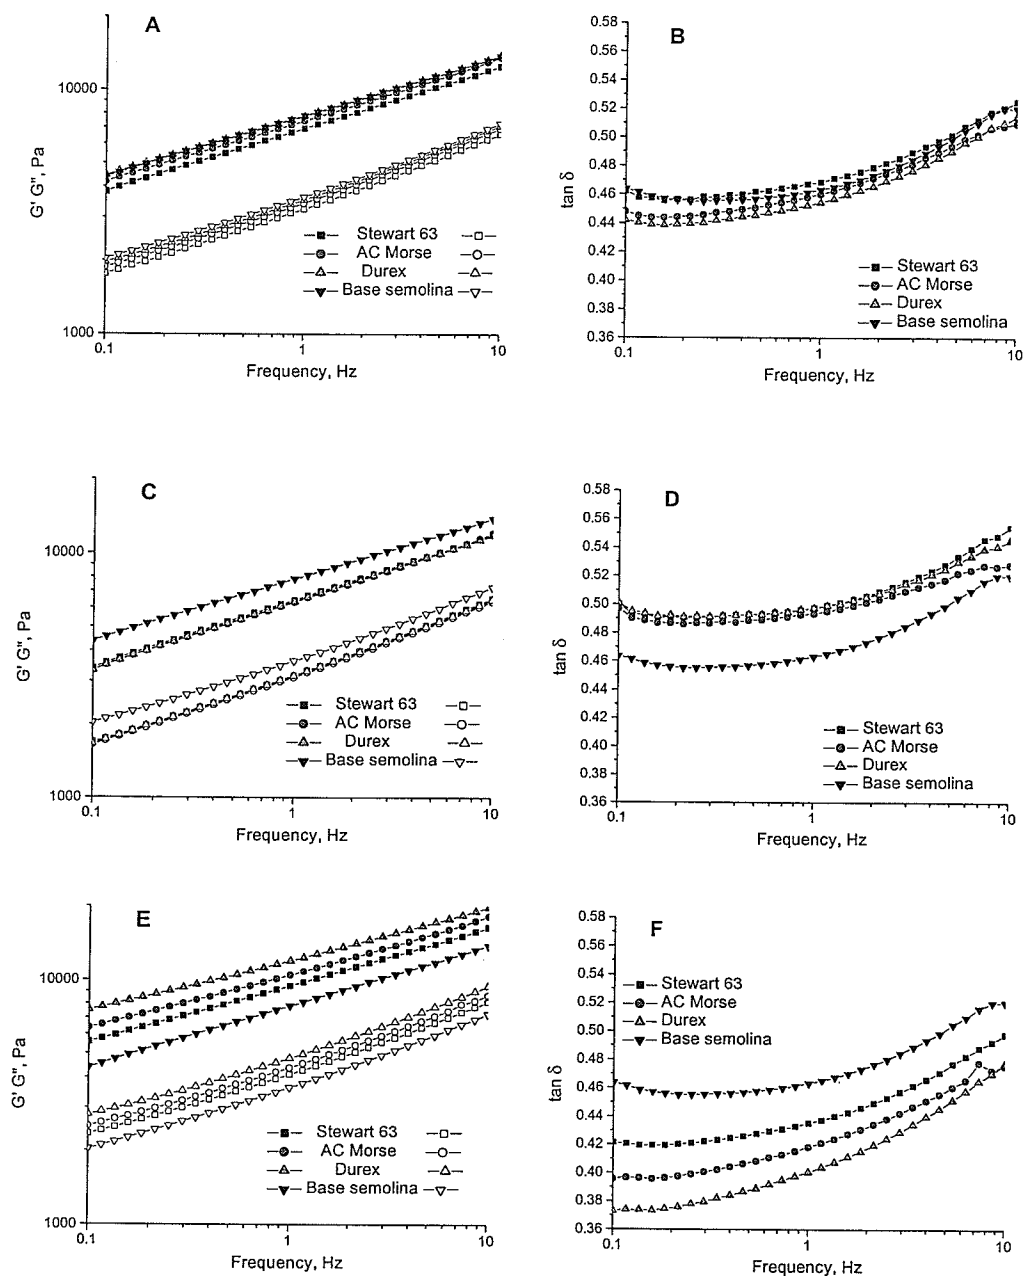 A
10000
1000
G' G", Pa
0.1 1 10
Frequency, Hz
Stewart 63
AC Morse
Durex
Base semolina
B
0.58
0.56
0.54
0.52
0.50
0.48
0.46
0.44
0.42
0.40
0.38
0.36
tan δ
0.1 1 10
Frequency, Hz
Stewart 63
AC Morse
Durex
Base semolina
C
10000
1000
G' G", Pa
0.1 1 10
Frequency, Hz
Stewart 63
AC Morse
Durex
Base semolina
D
0.58
0.56
0.54
0.52
0.50
0.48
0.46
0.44
0.42
0.40
0.38
0.36
tan δ
0.1 1 10
Frequency, Hz
Stewart 63
AC Morse
Durex
Base semolina
E
10000
1000
G' G", Pa
0.1 1 10
Frequency, Hz
Stewart 63
AC Morse
Durex
Base semolina
F
0.58
0.56
0.54
0.52
0.50
0.48
0.46
0.44
0.42
0.40
0.38
0.36
tan δ
0.1 1 10
Frequency, Hz
Stewart 63
AC Morse
Durex
Base semolina